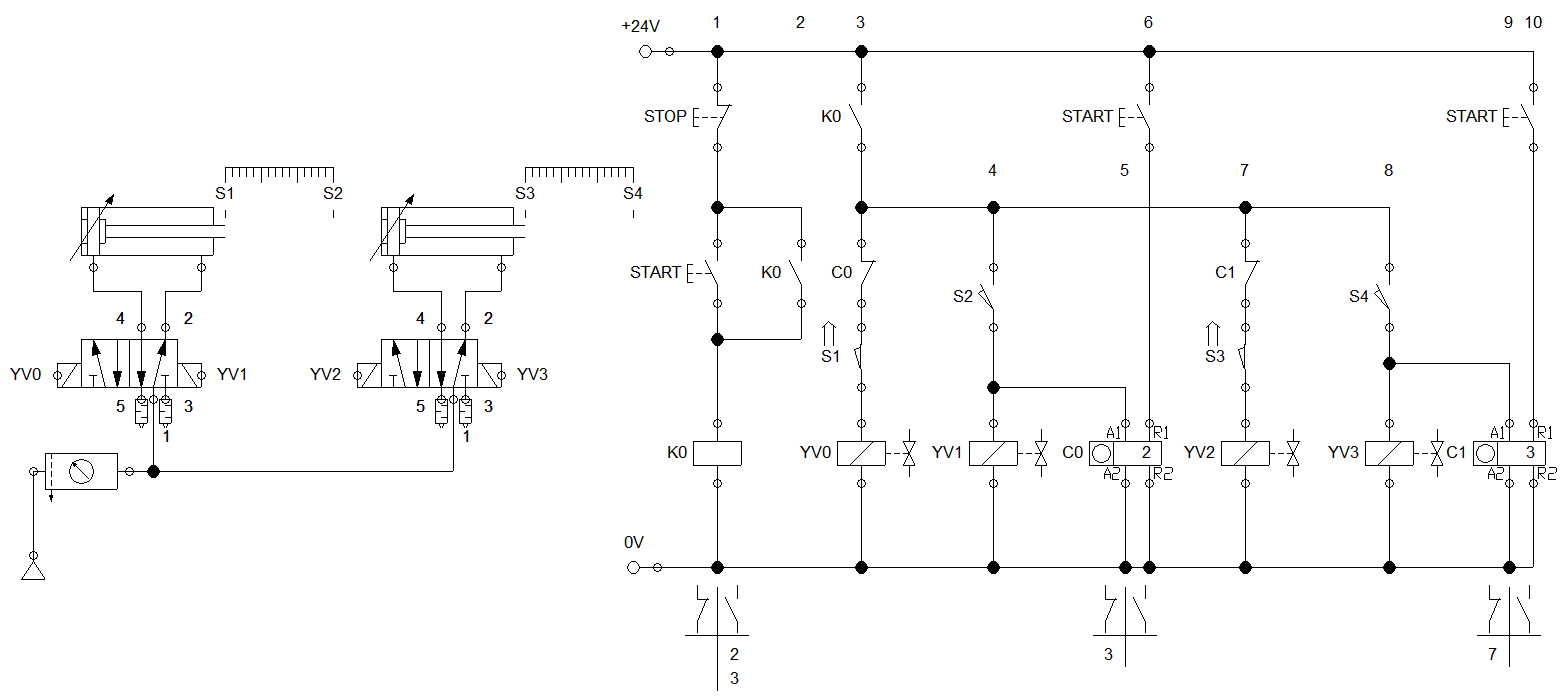 1 2 3 6 9 10
+24V
STOP K0 START START
4 5 7 8
S1 S2 S3 S4
START K0 C0 C1
S2 S4
4 2 4 2
S1 S3
YV0 YV1 YV2 YV3
5 3 5 3
1 1
A1 R1 A1 R1
K0 YV0 YV1 C0 2 YV2 YV3 C1 3
A2 R2 A2 R2
0V
2 3 7
3